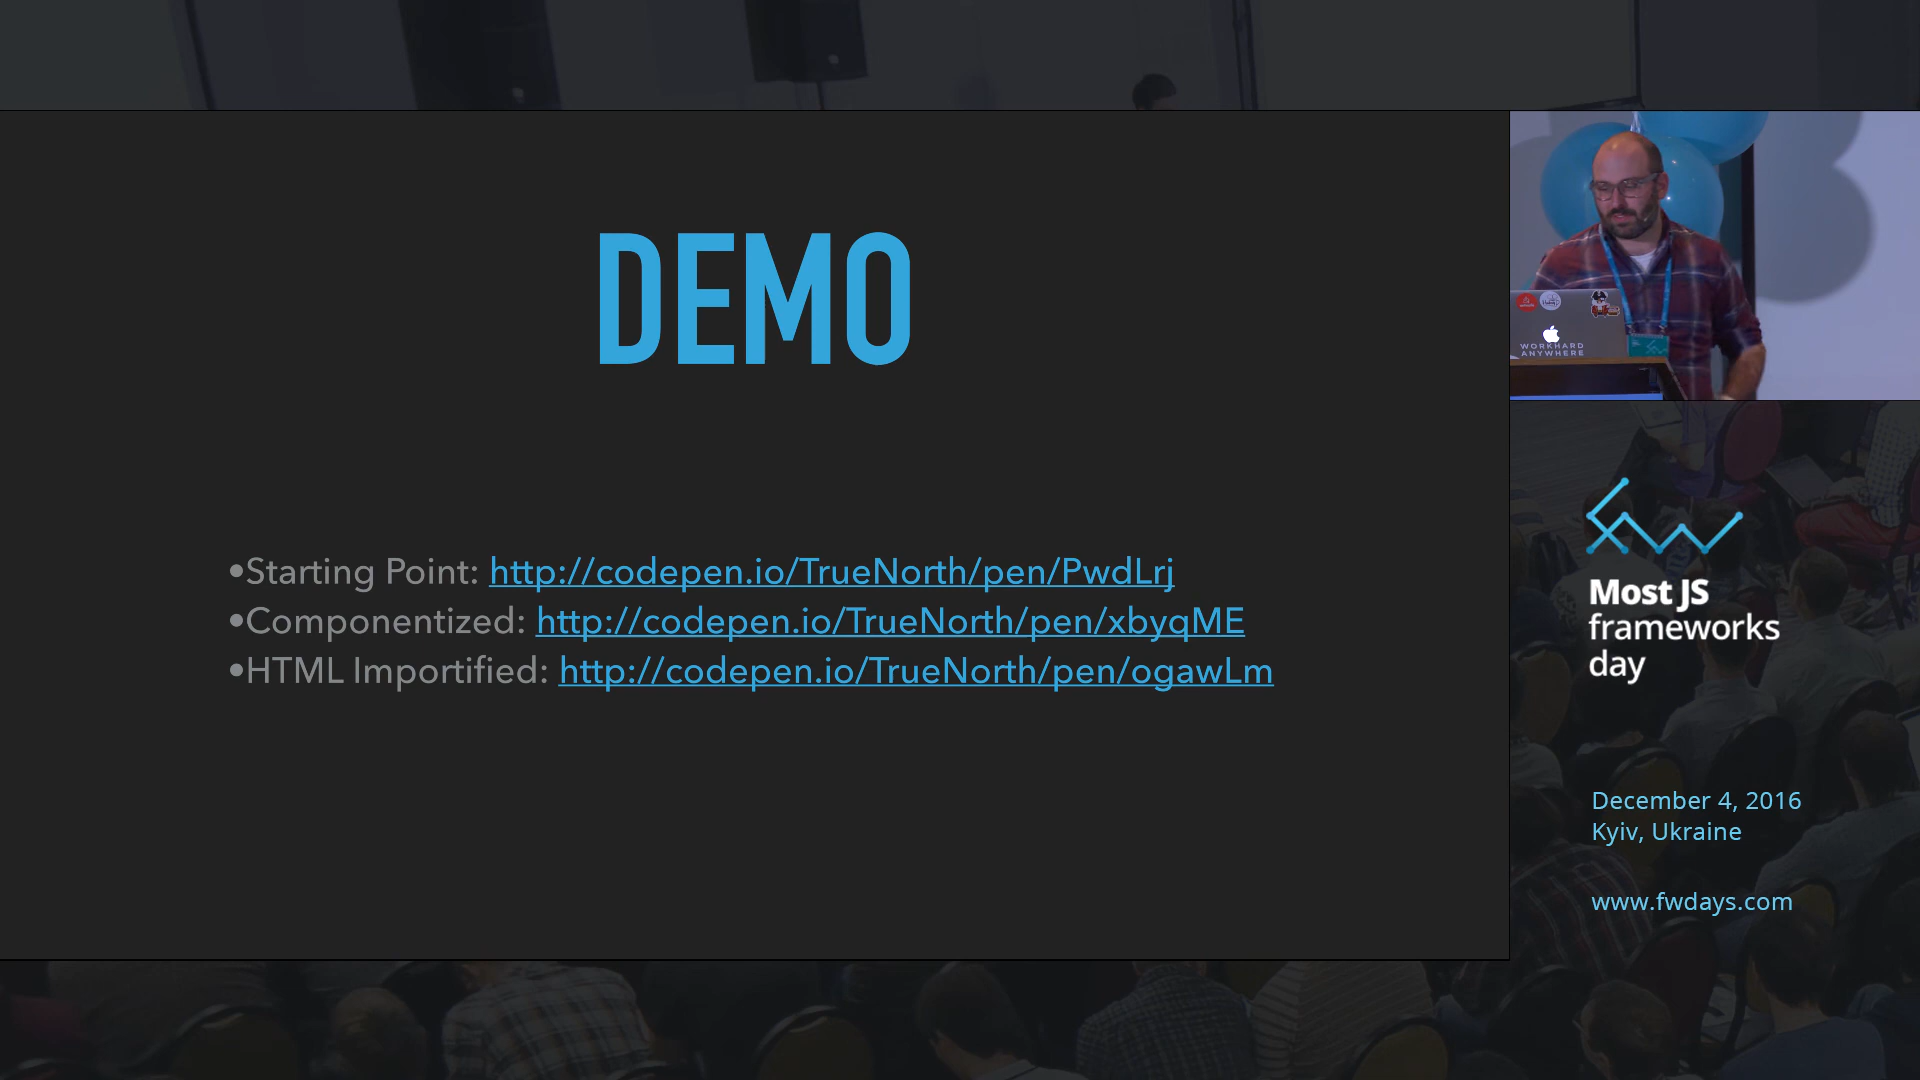 DEMO
•Starting Point: http://codepen.io/TrueNorth/pen/PwdLrj
•Componentized: http://codepen.io/TrueNorth/pen/xbyqME
•HTML Importified: http://codepen.io/TrueNorth/pen/ogawLm
WORKHARD
ANYWHERE
Most JS
frameworks
day
December 4, 2016
Kyiv, Ukraine
www.fwdays.com